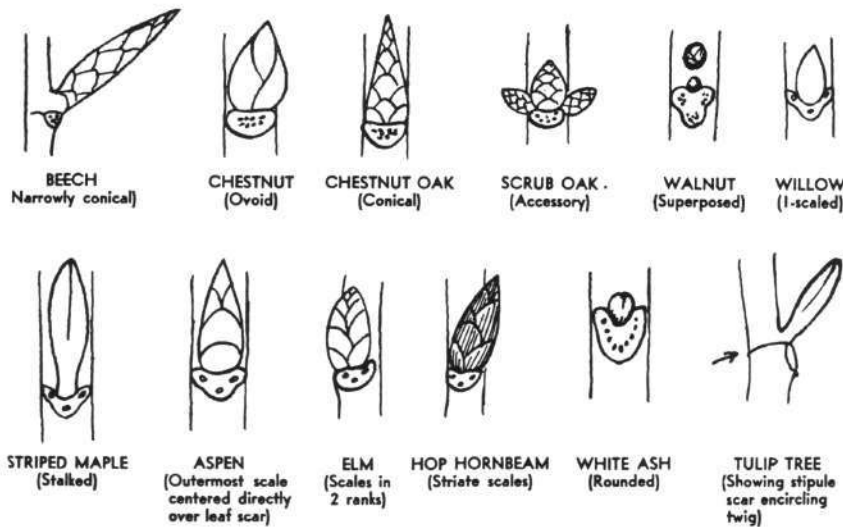 BEECH
Narrowly conical)
CHESTNUT
(Ovoid)
CHESTNUT OAK
(Conical)
SCRUB OAK.
(Accessory)
WALNUT
(Superposed)
WILLOW
(1-scaled)
STRIPED MAPLE
(Stalked)
ASPEN
(Outermost scale
centered directly
over leaf scar)
ELM
(Scales in
2 ranks)
HOP HORNBEAM
(Striate scales)
WHITE ASH
(Rounded)
TULIP TREE
(Showing stipule
scar encircling
twig)